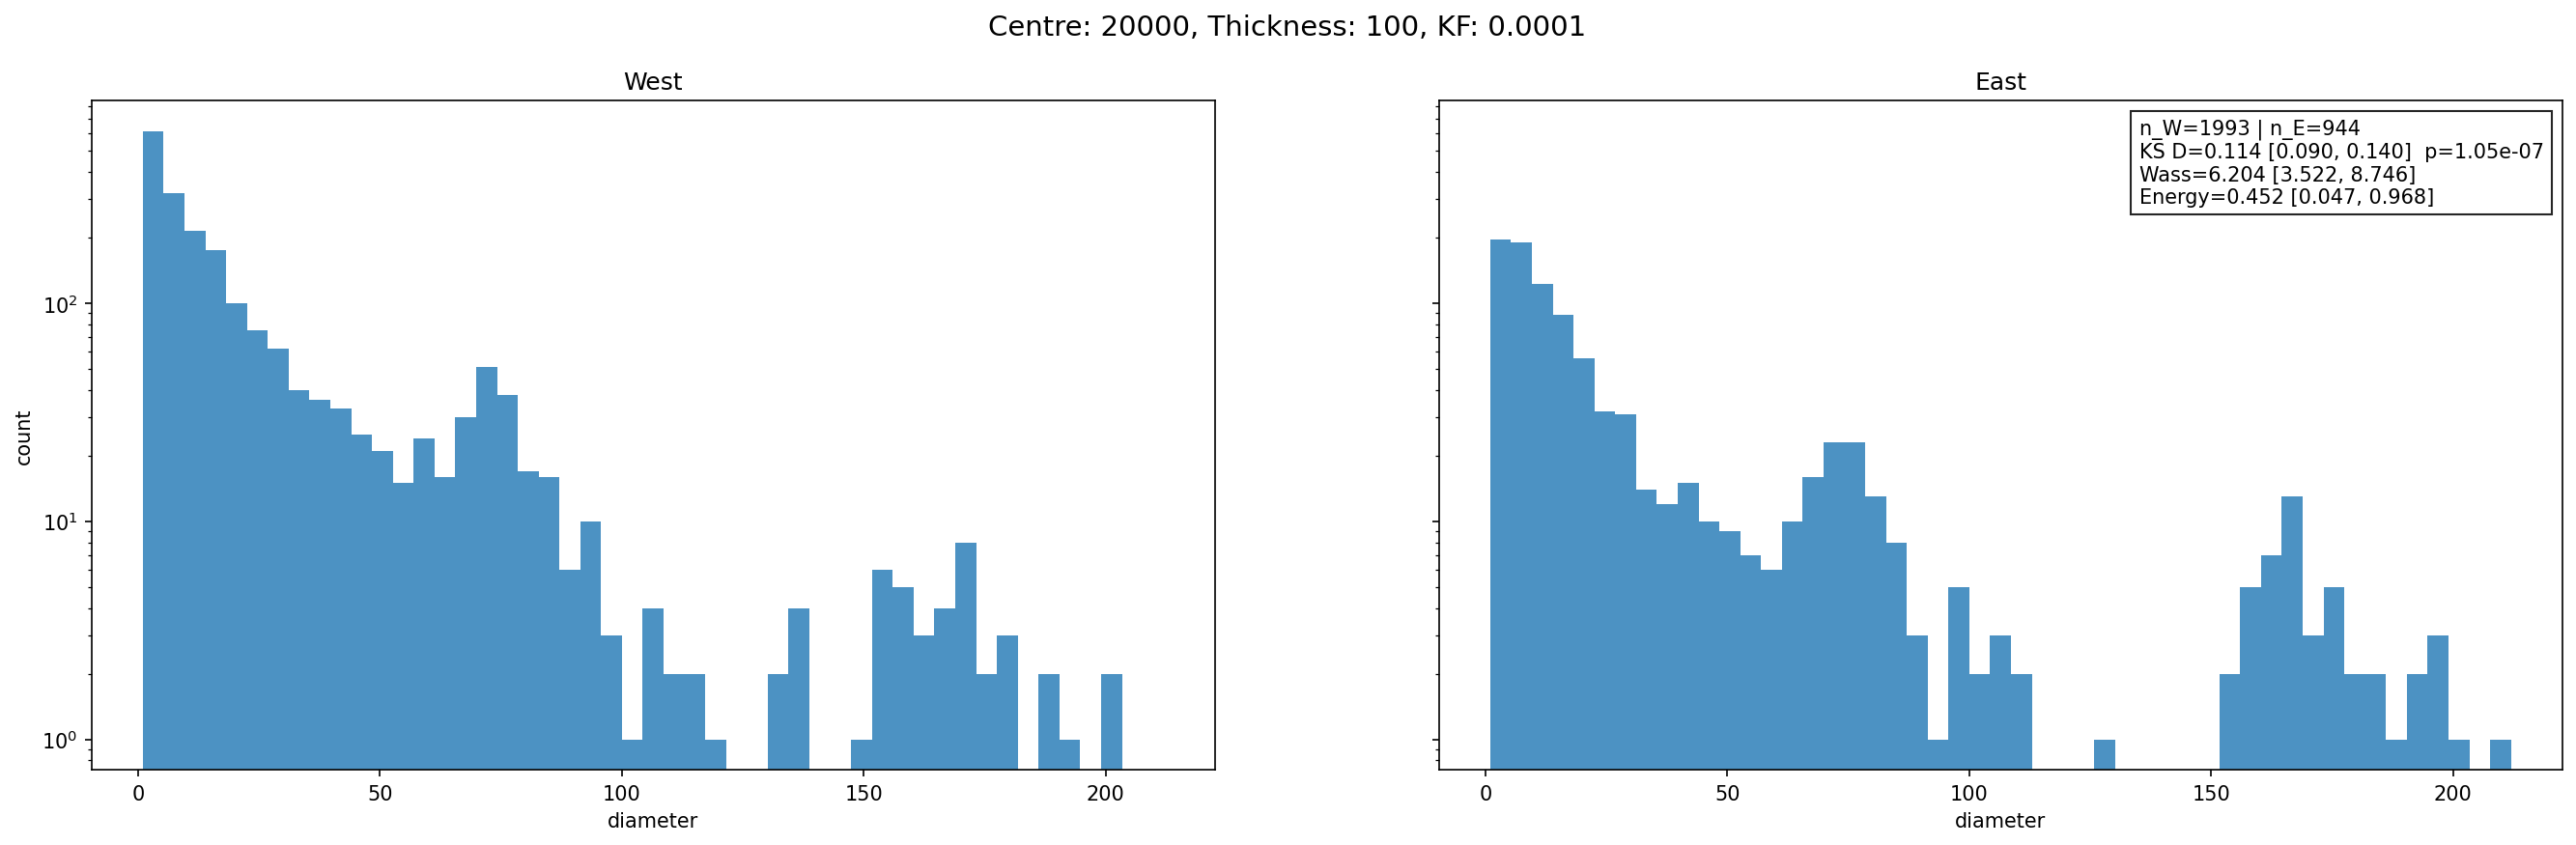 Centre: 20000, Thickness: 100, KF: 0.0001
West
count
10²
10¹
10⁰
0 50 100 150 200
diameter
East
n_W=1993 | n_E=944
KS D=0.114 [0.090, 0.140]  p=1.05e-07
Wass=6.204 [3.522, 8.746]
Energy=0.452 [0.047, 0.968]
0 50 100 150 200
diameter